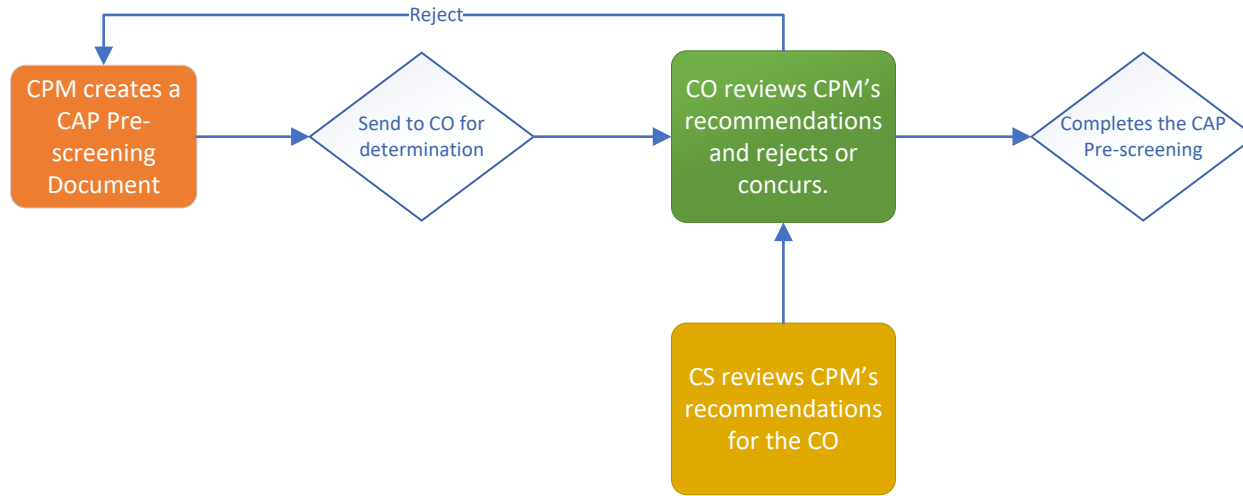 Reject
CPM creates a
CAP Pre-
screening
Document
Send to CO for
determination
CO reviews CPM’s
recommendations
and rejects or
concurs.
Completes the CAP
Pre-screening
CS reviews CPM’s
recommendations
for the CO